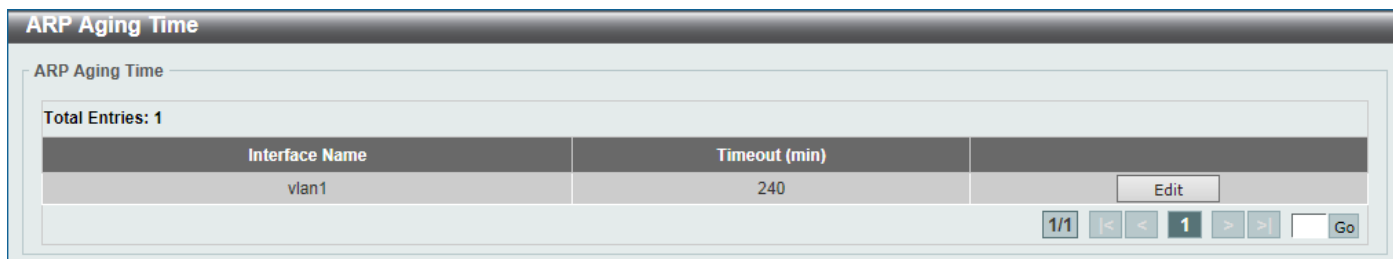 ARP Aging Time
ARP Aging Time
Total Entries: 1
Interface Name Timeout (min)
vlan1 240 Edit
1/1 |< < 1 > >| Go